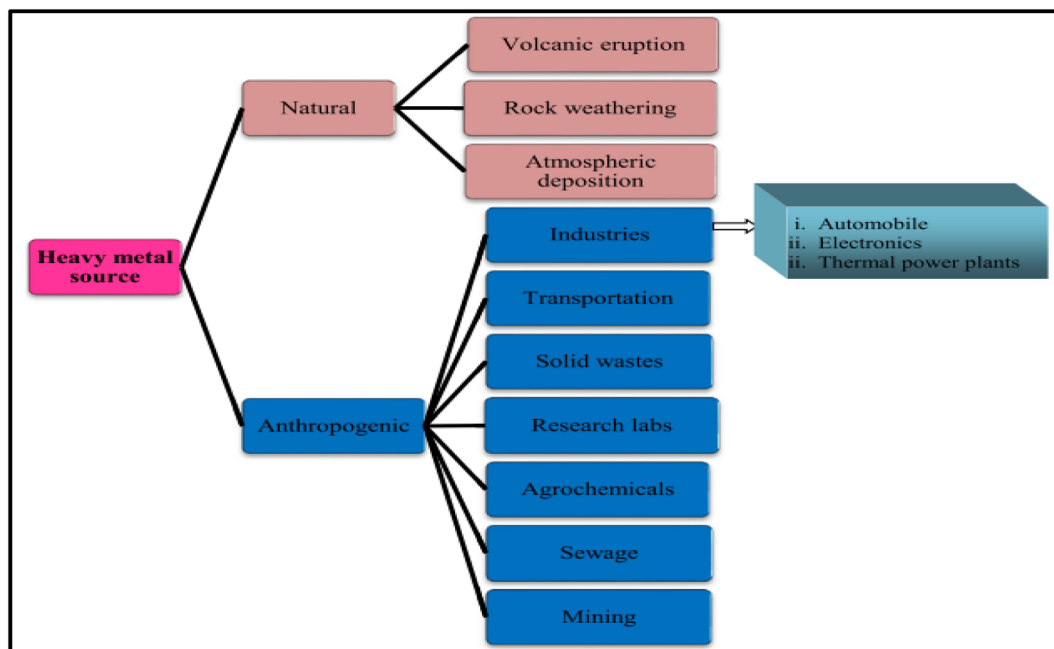 Volcanic eruption
Natural
Rock weathering
Atmospheric
deposition
Heavy metal
source
Industries
i. Automobile
ii. Electronics
ii. Thermal power plants
Transportation
Solid wastes
Anthropogenic
Research labs
Agrochemicals
Sewage
Mining